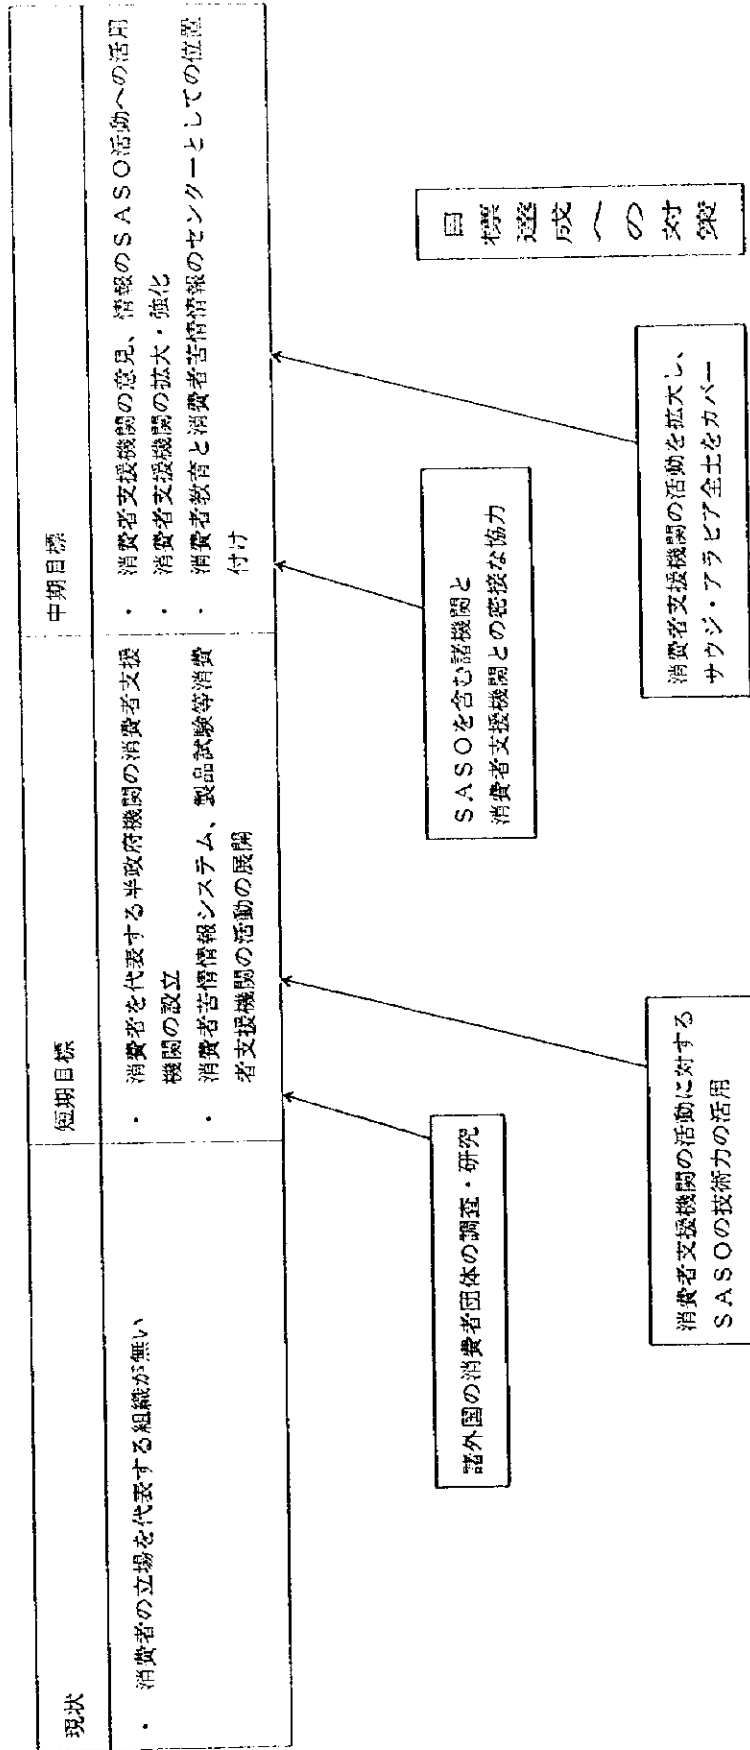 現状
短期目標
中期目標
・ 消費者の立場を代表する組織が無い
・ 消費者を代表する半政府機関の消費者支援
機関の設立
・ 消費者苦情情報システム、製品試験等消費
者支援機関の活動の展開
・ 消費者支援機関の意見、情報のSASO活動への活用
・ 消費者支援機関の拡大・強化
・ 消費者教育と消費者苦情情報のセンターとしての位置
付け
諸外国の消費者団体の調査・研究
消費者支援機関の活動に対する
SASOの技術力の活用
SASOを含む諸機関と
消費者支援機関との密接な協力
消費者支援機関の活動を拡大し、
サウジ・アラビア全土をカバー
目標達成への対策